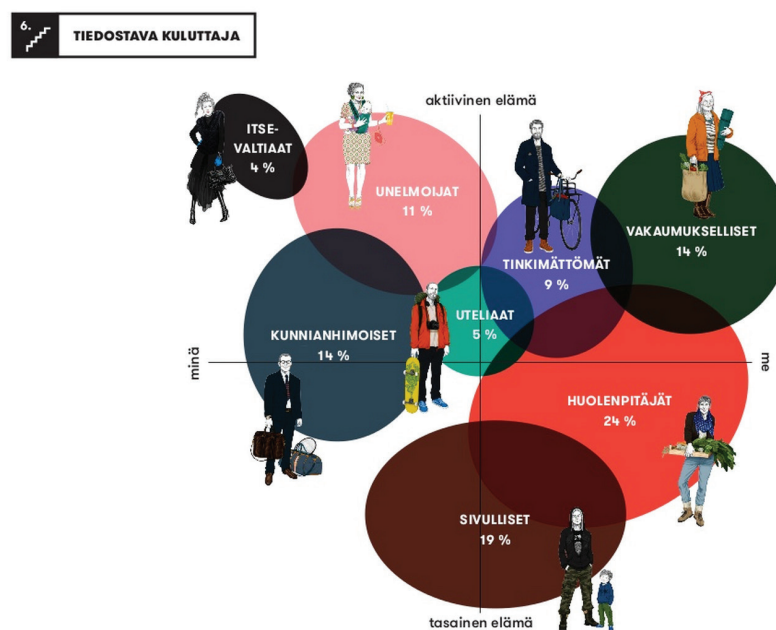 6.
TIEDOSTAVA KULUTTAJA
aktiivinen elämä
ITSE-
VALTIAAT
4 %
UNELMOIJAT
11 %
VAKAUMUKSELLISET
14 %
TINKIMÄTTÖMÄT
9 %
UTELIAAT
5 %
KUNNIANHIMOISET
14 %
minä
me
HUOLENPITÄJÄT
24 %
SIVULLISET
19 %
tasainen elämä